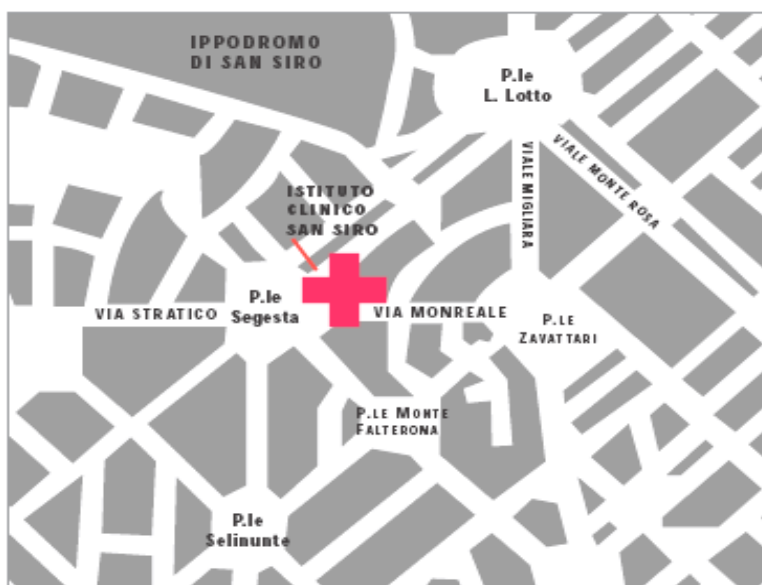 IPPODROMO
DI SAN SIRO
P.le
L. Lotto
VIALE MIGLIARA
VIALE MONTE ROSA
ISTITUTO
CLINICO
SAN SIRO
VIA STRATICO
P.le
Segesta
VIA MONREALE
P.LE
ZAVATTARI
P.LE MONTE
FALTERONA
P.le
Selinunte